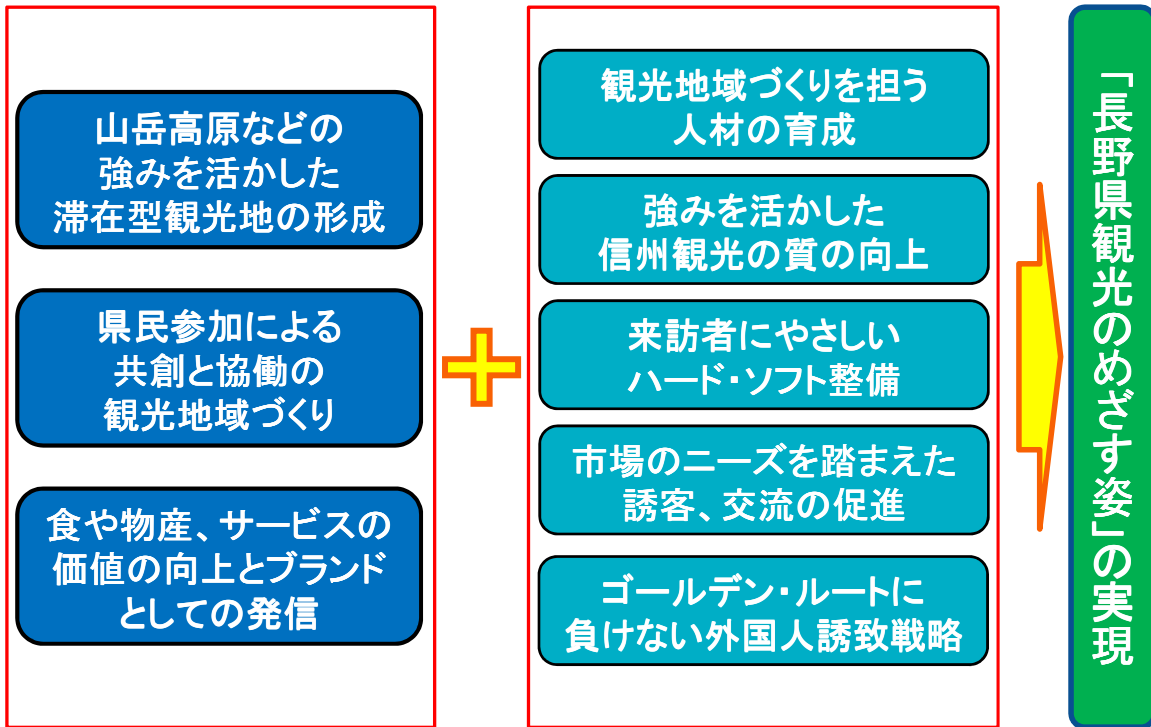 山岳高原などの
強みを活かした
滞在型観光地の形成
県民参加による
共創と協働の
観光地域づくり
食や物産、サービスの
価値の向上とブランド
としての発信
観光地域づくりを担う
人材の育成
強みを活かした
信州観光の質の向上
来訪者にやさしい
ハード・ソフト整備
市場のニーズを踏まえた
誘客、交流の促進
ゴールデン・ルートに
負けない外国人誘致戦略
「長野県観光のめざす姿」の実現